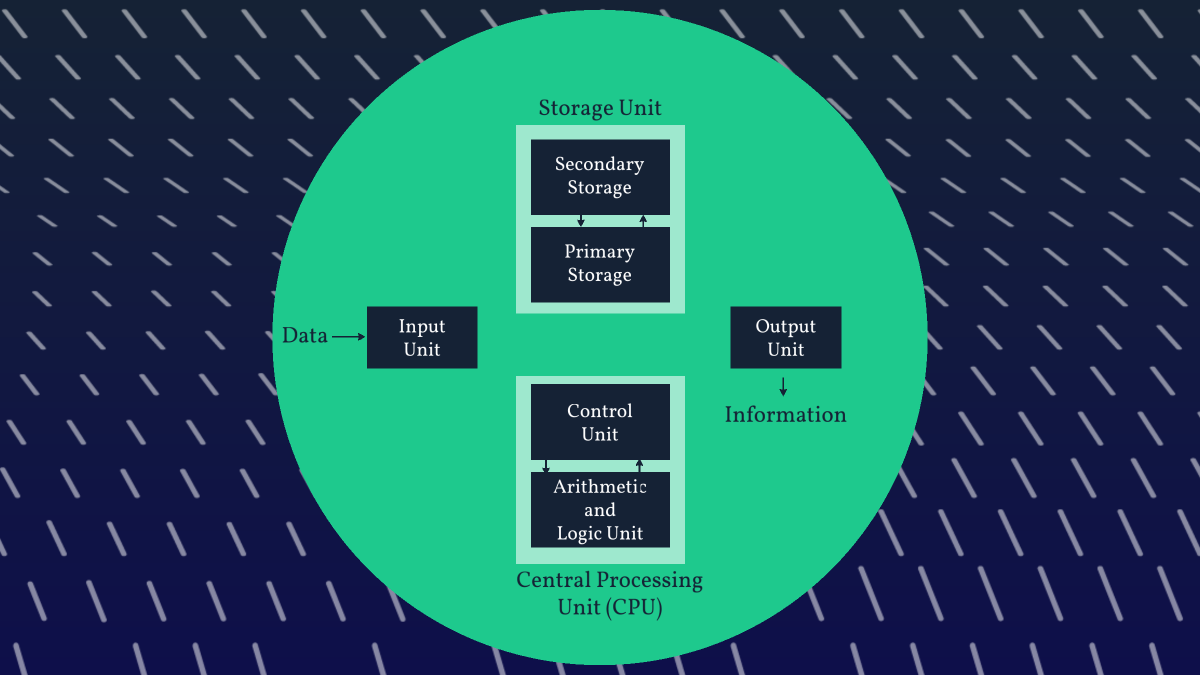 Storage Unit
Secondary
Storage
Primary
Storage
Data
Input
Unit
Output
Unit
Information
Control
Unit
Arithmetic
and
Logic Unit
Central Processing
Unit (CPU)